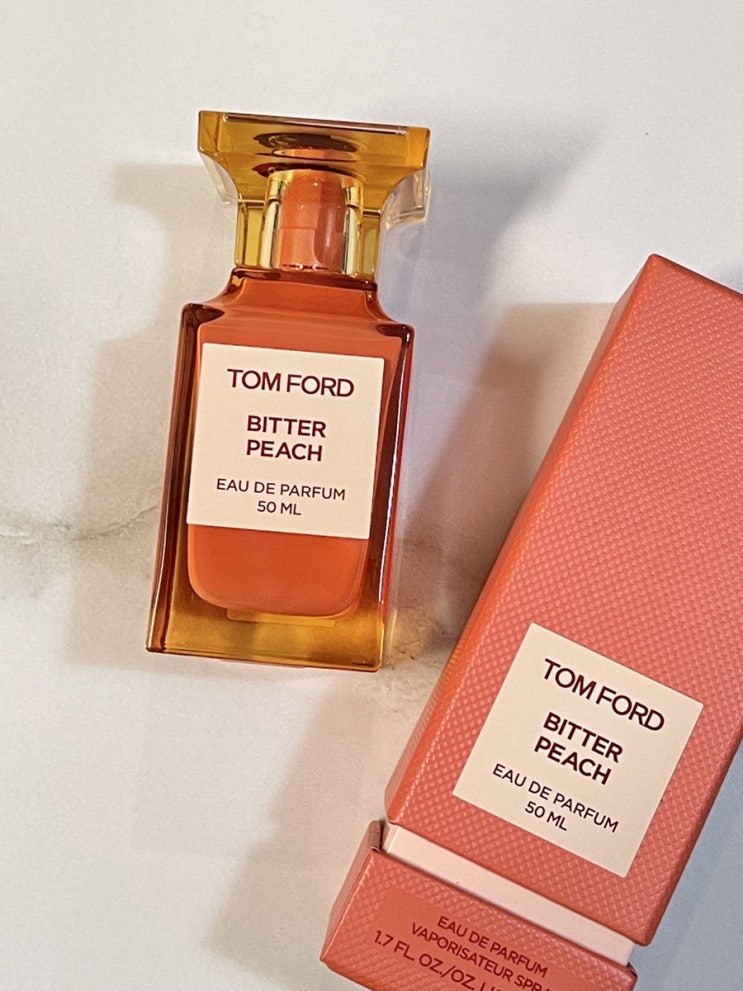 TOM FORD
BITTER
PEACH
EAU DE PARFUM
50 ML
TOM FORD
BITTER
PEACH
EAU DE PARFUM
50 ML
EAU DE PARFUM
VAPORISATEUR
1.7 FL. OZ./OZ.